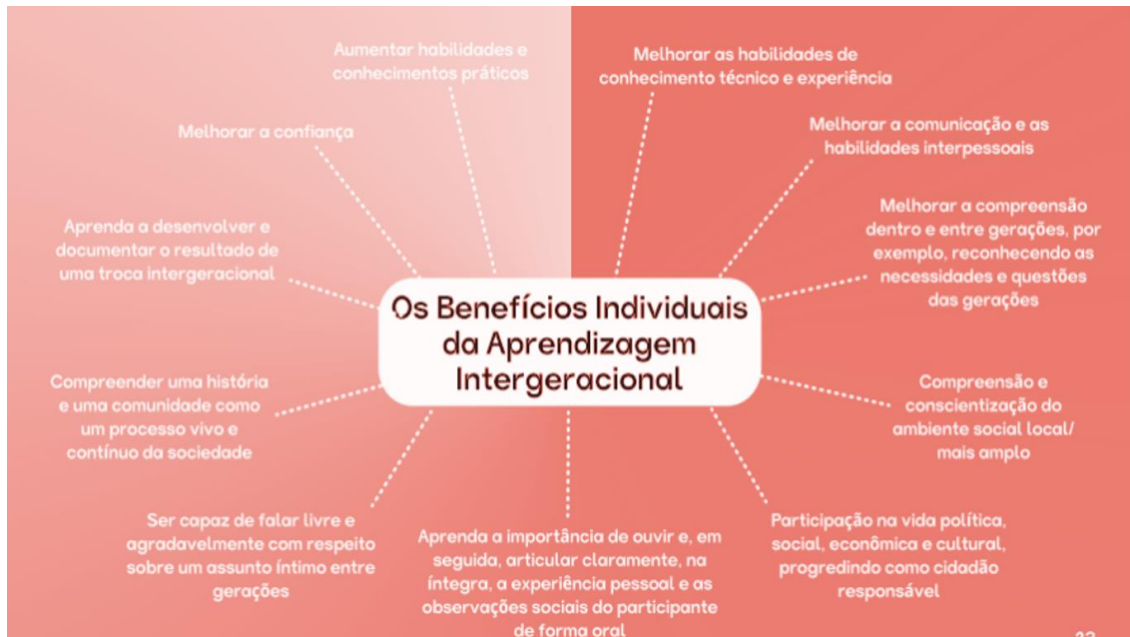 Aumentar habilidades e
conhecimentos práticos
Melhorar as habilidades de
conhecimento técnico e experiência
Melhorar a confiança
Melhorar a comunicação e as
habilidades interpessoais
Aprenda a desenvolver e
documentar o resultado de
uma troca intergeracional
Melhorar a compreensão
dentro e entre gerações, por
exemplo, reconhecendo as
necessidades e questões
das gerações
Os Benefícios Individuais
da Aprendizagem
Intergeracional
Compreender uma história
e uma comunidade como
um processo vivo e
contínuo da sociedade
Compreensão e
conscientização do
ambiente social local/
mais amplo
Ser capaz de falar livre e
agradavelmente com respeito
sobre um assunto íntimo entre
gerações
Aprenda a importância de ouvir e, em
seguida, articular claramente, na
íntegra, a experiência pessoal e as
observações sociais do participante
de forma oral
Participação na vida política,
social, econômica e cultural,
progredindo como cidadão
responsável